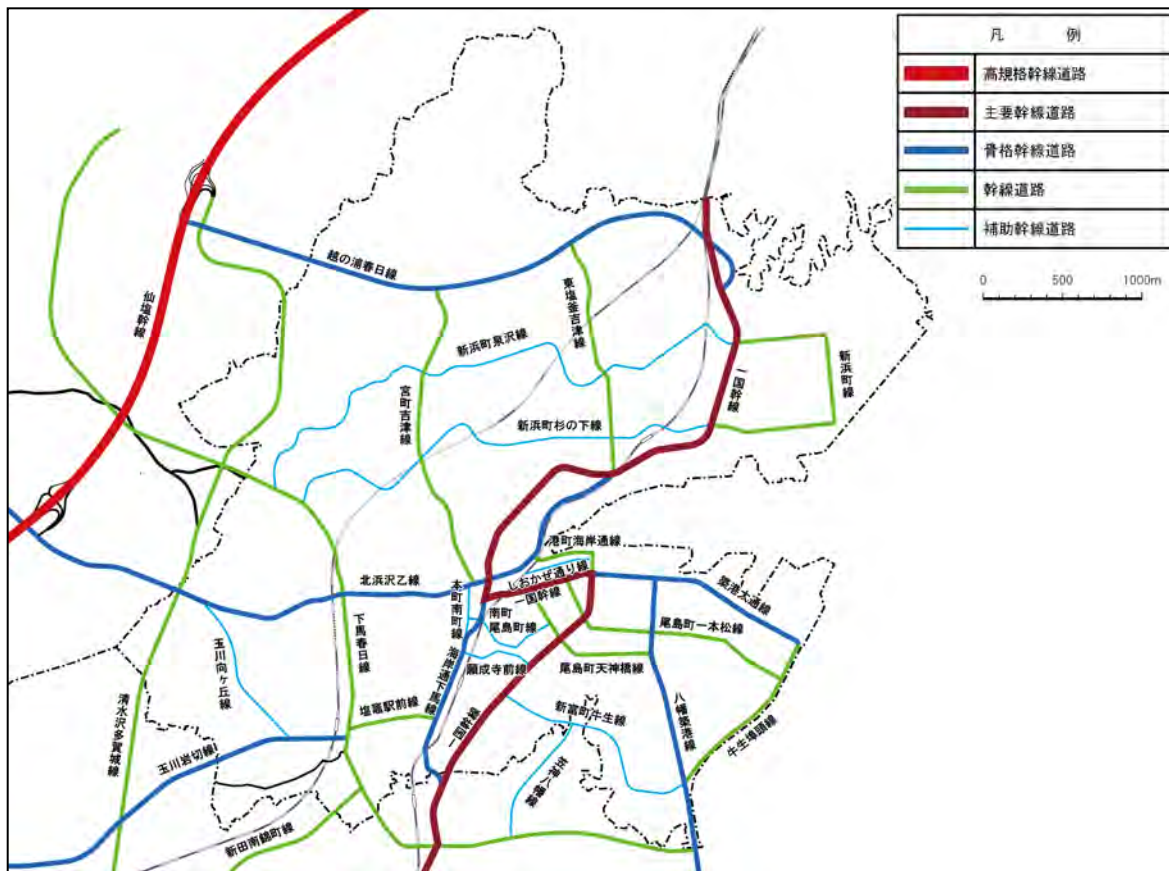 凡 例
高規格幹線道路
主要幹線道路
骨格幹線道路
幹線道路
補助幹線道路
0 500 1000m
越の浦春日線
仙塩幹線
東塩釜吉津線
新浜町泉沢線
新浜町線
一国幹線
宮町吉津線
新浜町杉の下線
港町海岸通線
しおかぜ通り線
一国幹線
北浜沢乙線
本町南町線
南町
尾島町線
築港大通線
尾島町一本松線
下馬春日線
玉川向ヶ丘線
海岸通下馬線
願成寺前線
尾島町天神橋線
清水沢多賀城線
塩竈駅前線
一国幹線
新富町牛生線
八幡築港線
牛生埠頭線
玉川岩切線
新田南錦町線